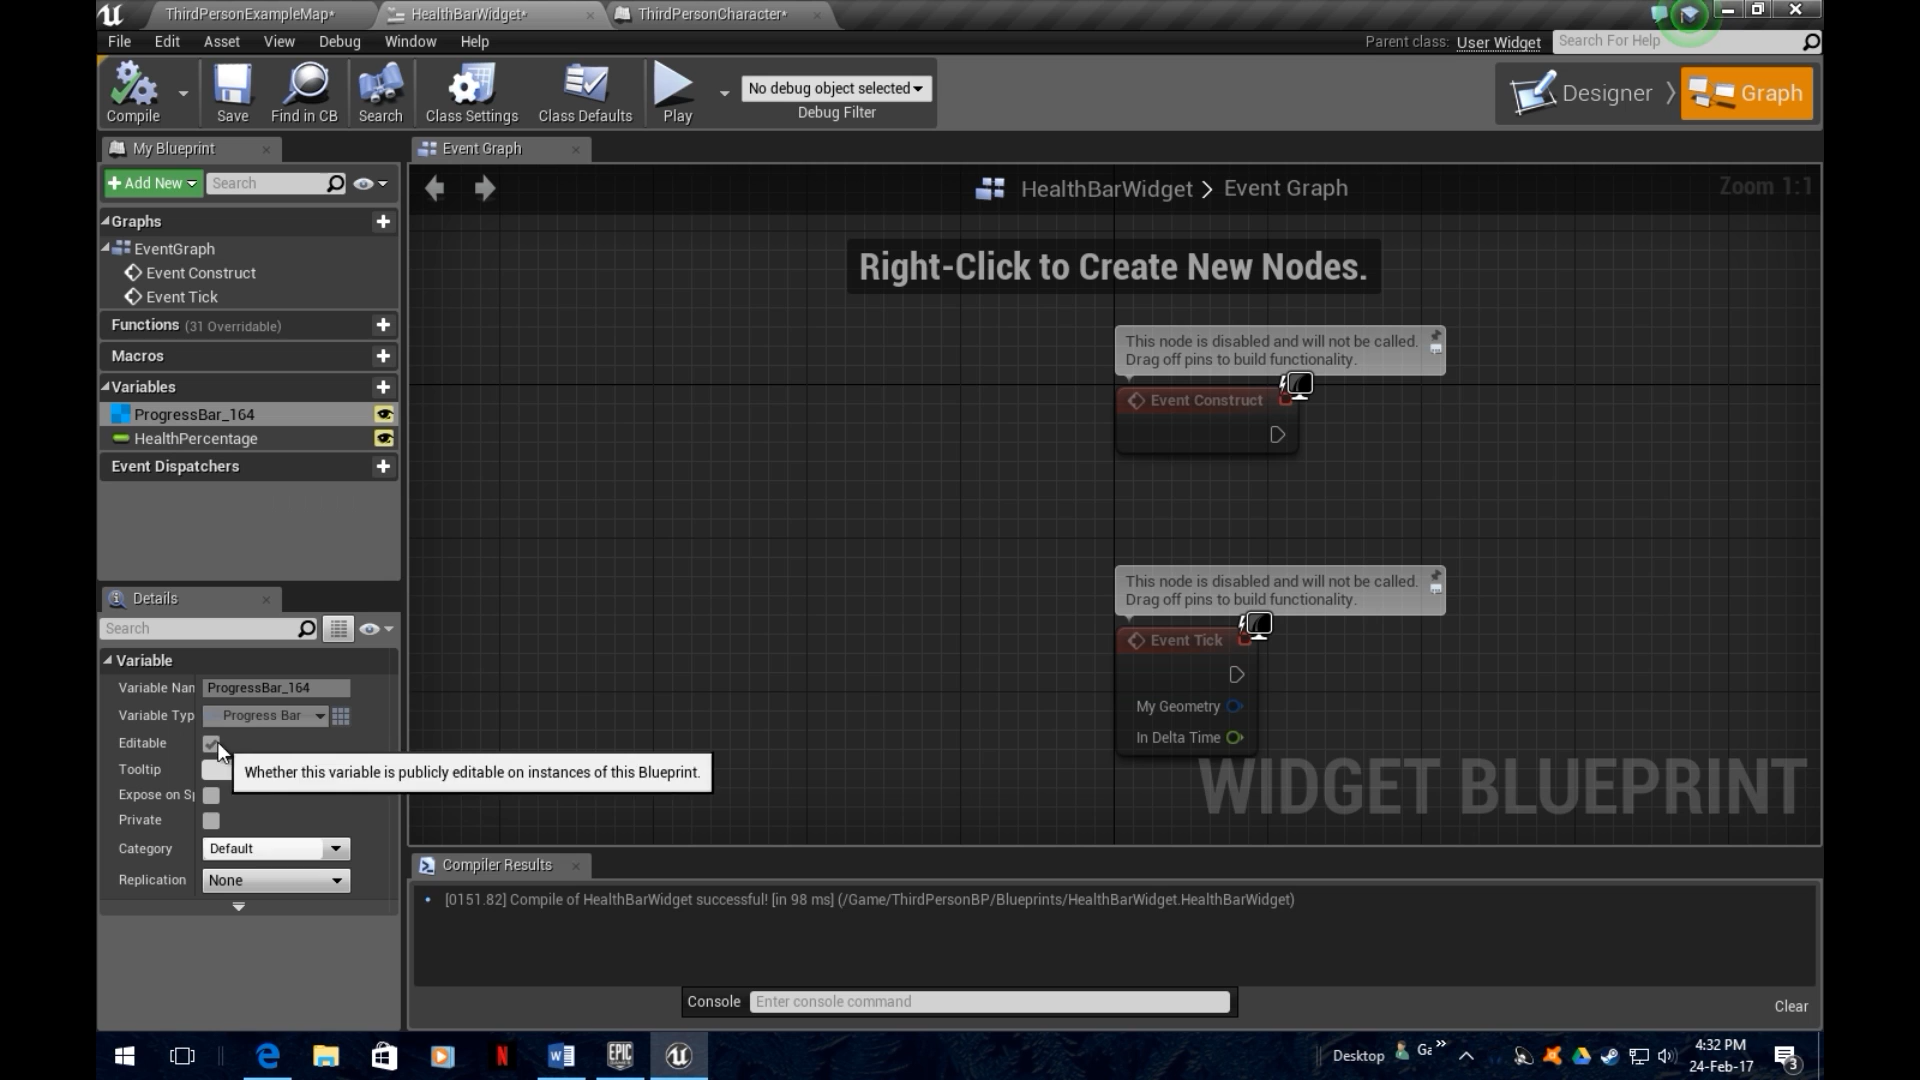 ThirdPersonExampleMap*
HealthBarWidget*
ThirdPersonCharacter*
File Edit Asset View Debug Window Help
Parent class: User Widget
Search For Help
Compile
Save
Find in CB
Search
Class Settings
Class Defaults
Play
No debug object selected
Debug Filter
Designer
Graph
My Blueprint
Event Graph
+ Add New
Search
HealthBarWidget > Event Graph
Zoom 1:1
Graphs
EventGraph
Event Construct
Event Tick
Functions (31 Overridable)
Macros
Variables
ProgressBar_164
HealthPercentage
Event Dispatchers
Right-Click to Create New Nodes.
This node is disabled and will not be called.
Drag off pins to build functionality.
Event Construct
This node is disabled and will not be called.
Drag off pins to build functionality.
Event Tick
My Geometry
In Delta Time
WIDGET BLUEPRINT
Details
Search
Variable
Variable Nan ProgressBar_164
Variable Typ Progress Bar
Editable
Whether this variable is publicly editable on instances of this Blueprint.
Tooltip
Expose on Sp
Private
Category Default
Replication None
Compiler Results
[0151.82] Compile of HealthBarWidget successful! [in 98 ms] (/Game/ThirdPersonBP/Blueprints/HealthBarWidget.HealthBarWidget)
Console
Enter console command
Clear
EPIC
Desktop
Ga
4:32 PM
24-Feb-17
3